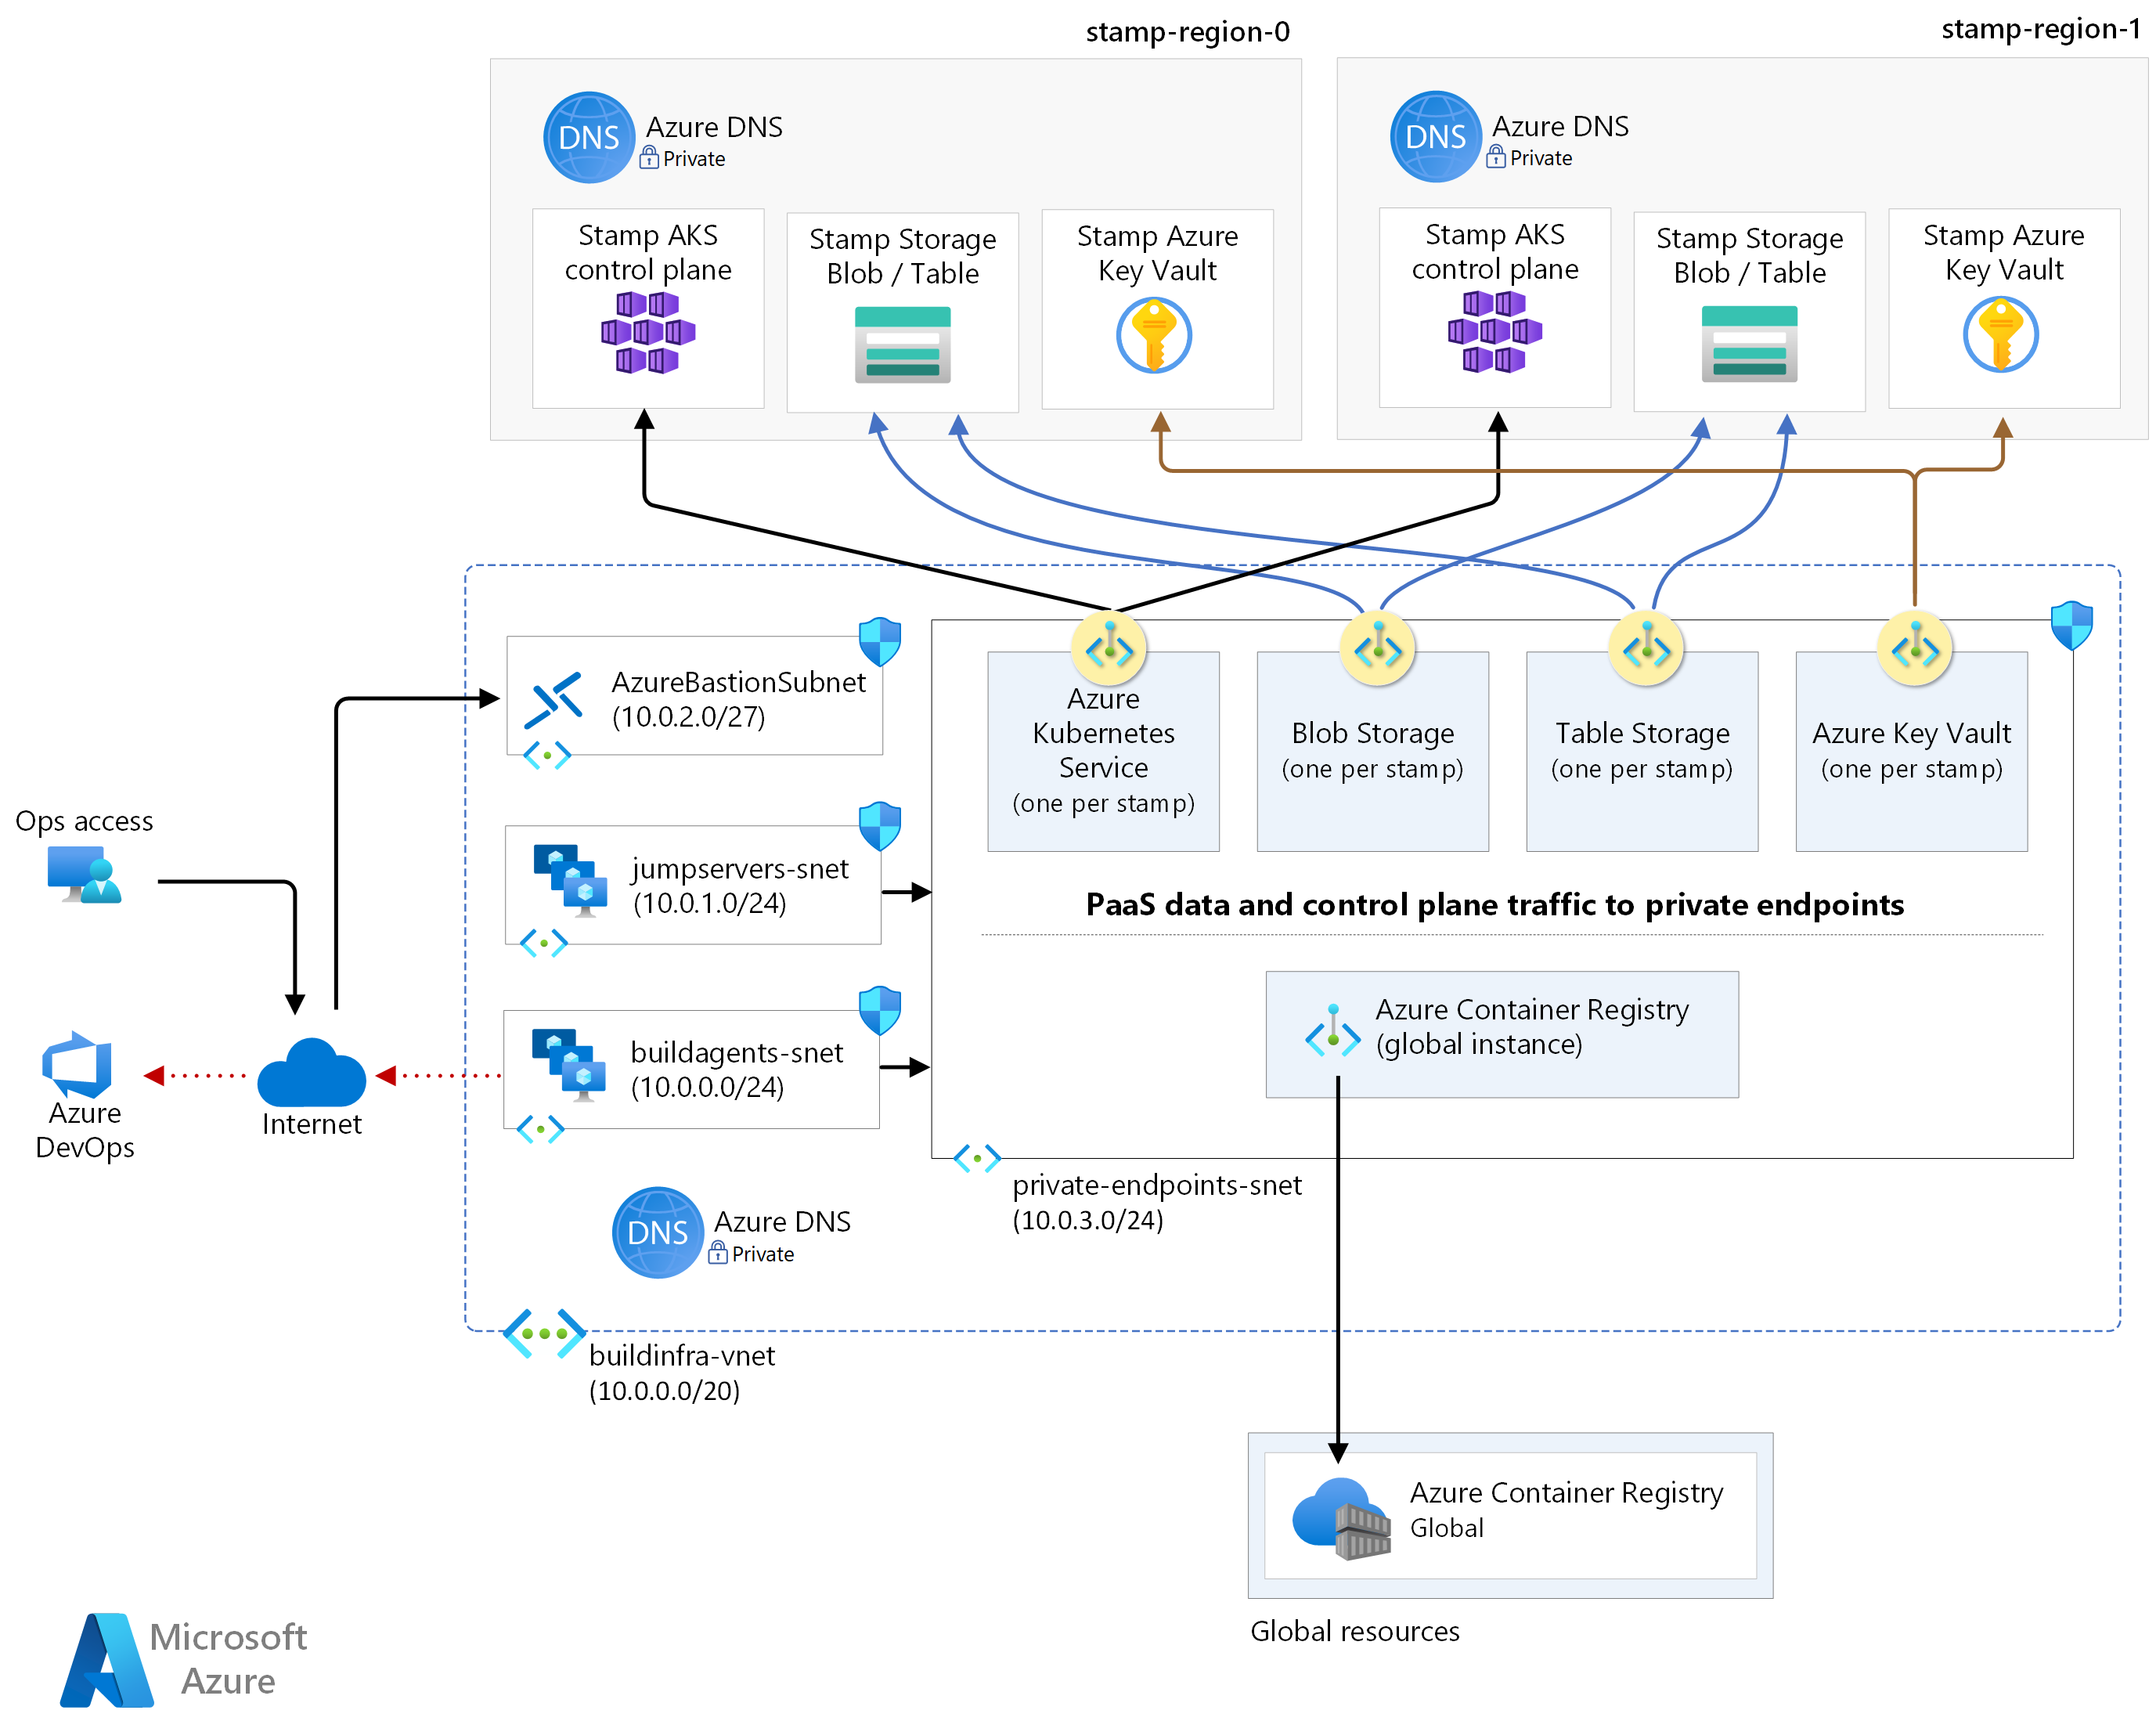 stamp-region-0
stamp-region-1
DNS
Azure DNS
Private
Stamp AKS
control plane
Stamp Storage
Blob / Table
Stamp Azure
Key Vault
DNS
Azure DNS
Private
Stamp AKS
control plane
Stamp Storage
Blob / Table
Stamp Azure
Key Vault
AzureBastionSubnet
(10.0.2.0/27)
Azure
Kubernetes
Service
(one per stamp)
Blob Storage
(one per stamp)
Table Storage
(one per stamp)
Azure Key Vault
(one per stamp)
Ops access
jumpservers-snet
(10.0.1.0/24)
PaaS data and control plane traffic to private endpoints
Azure
DevOps
Internet
buildagents-snet
(10.0.0.0/24)
Azure Container Registry
(global instance)
private-endpoints-snet
(10.0.3.0/24)
DNS
Azure DNS
Private
buildinfra-vnet
(10.0.0.0/20)
Azure Container Registry
Global
Global resources
Microsoft
Azure